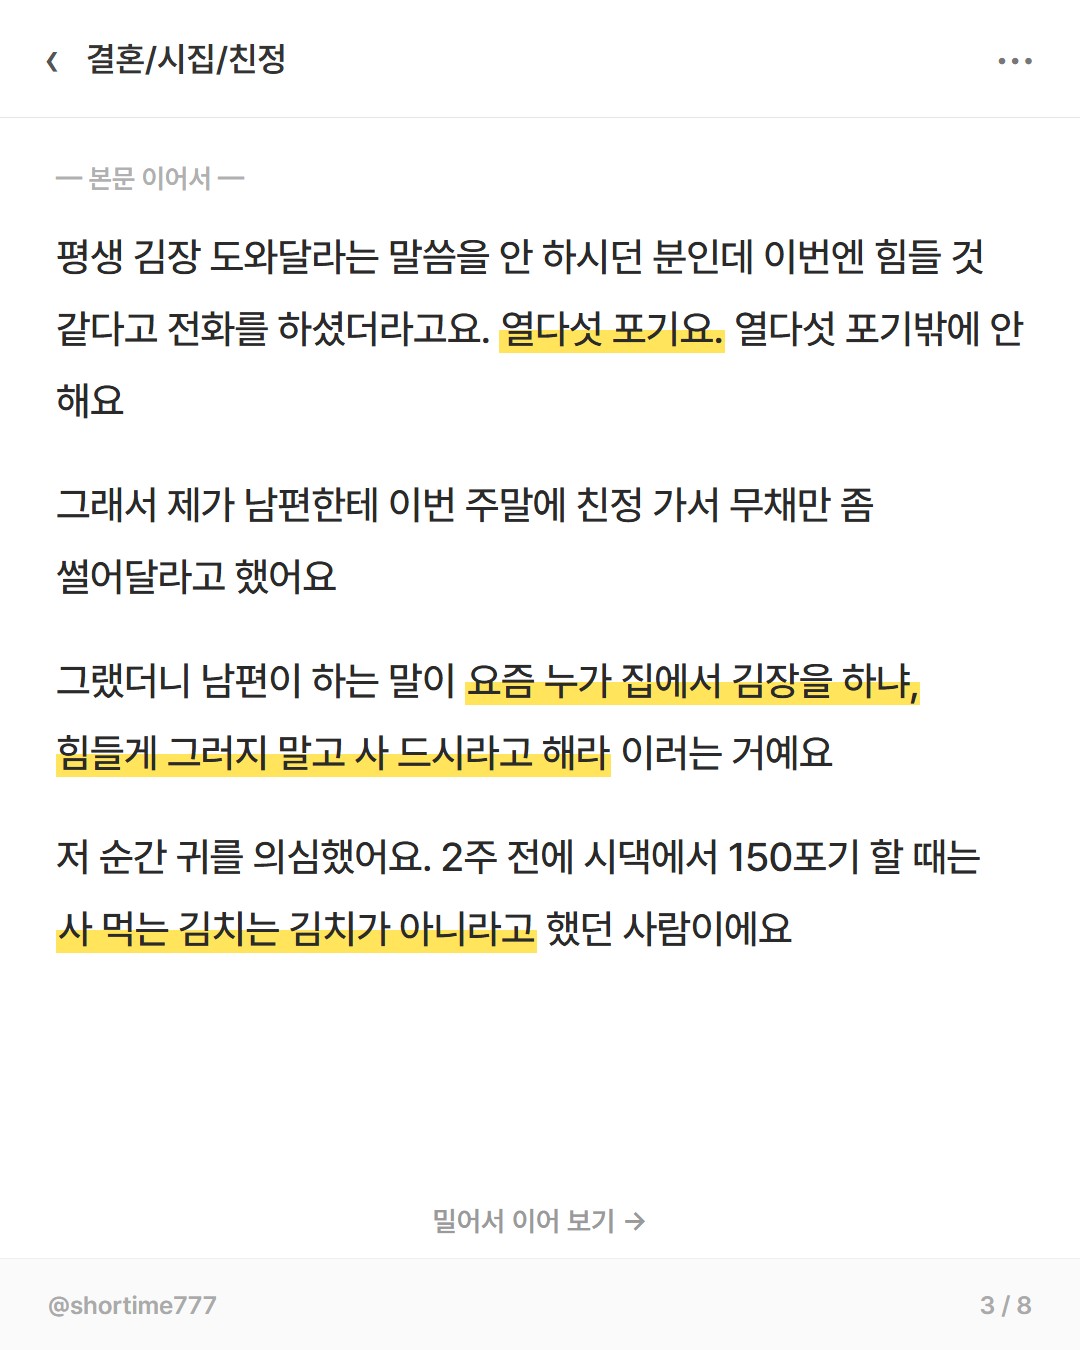 ‹ 결혼/시집/친정 •••
— 본문 이어서 —
평생 김장 도와달라는 말씀을 안 하시던 분인데 이번엔 힘들 것
같다고 전화를 하셨더라고요. 열다섯 포기요. 열다섯 포기밖에 안
해요
그래서 제가 남편한테 이번 주말에 친정 가서 무채만 좀
썰어달라고 했어요
그랬더니 남편이 하는 말이 요즘 누가 집에서 김장을 하냐,
힘들게 그러지 말고 사 드시라고 해라 이러는 거예요
저 순간 귀를 의심했어요. 2주 전에 시댁에서 150포기 할 때는
사 먹는 김치는 김치가 아니라고 했던 사람이에요
밀어서 이어 보기 →
@shortime777 3 / 8